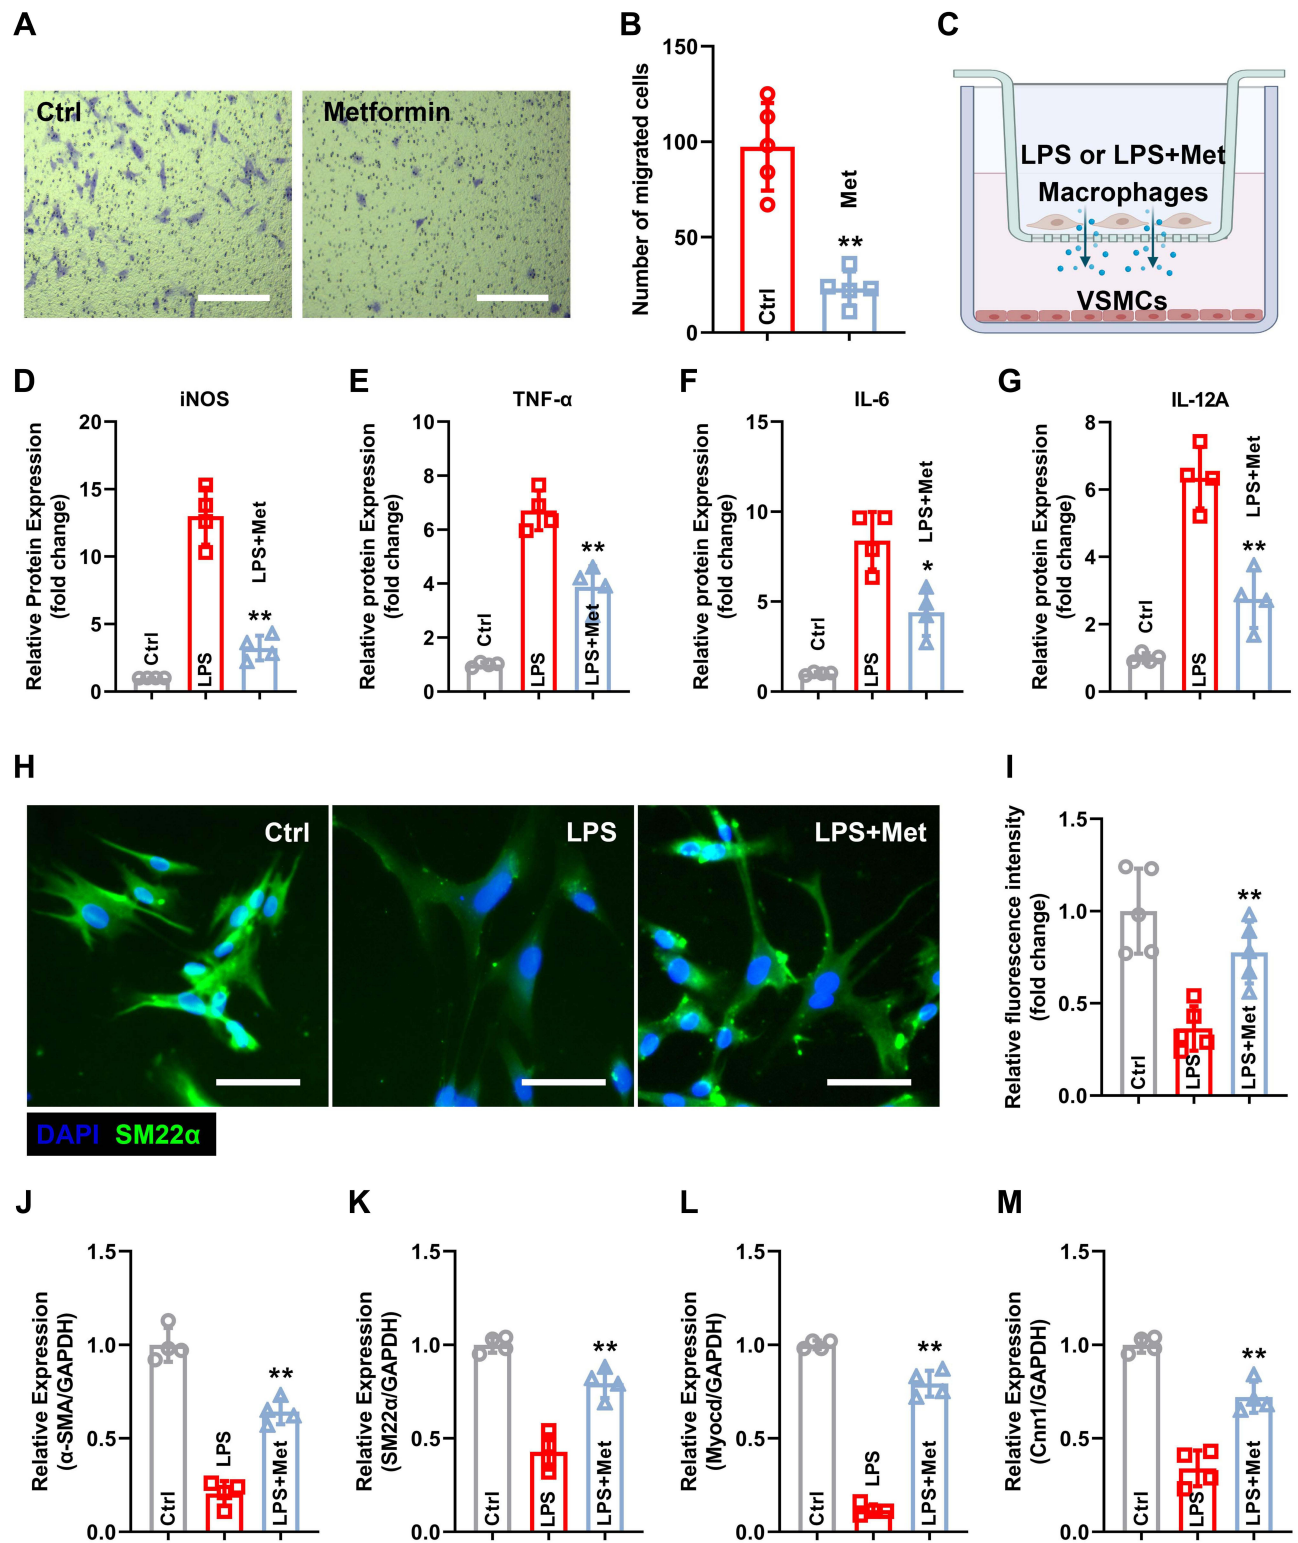 A
Ctrl
Metformin
B
Number of migrated cells
150
100
50
0
Ctrl
Met
**
C
LPS or LPS+Met
Macrophages
VSMCs
D
iNOS
Relative Protein Expression
(fold change)
20
15
10
5
0
Ctrl
LPS
LPS+Met
**
E
TNF-α
Relative protein Expression
(fold change)
10
8
6
4
2
0
Ctrl
LPS
LPS+Met
**
F
IL-6
Relative protein Expression
(fold change)
15
10
5
0
Ctrl
LPS
LPS+Met
*
G
IL-12A
Relative protein Expression
(fold change)
8
6
4
2
0
Ctrl
LPS
LPS+Met
**
H
Ctrl
LPS
LPS+Met
DAPI SM22α
I
Relative fluorescence intensity
(fold change)
1.5
1.0
0.5
0.0
Ctrl
LPS
LPS+Met
**
J
Relative Expression
(α-SMA/GAPDH)
1.5
1.0
0.5
0.0
Ctrl
LPS
LPS+Met
**
K
Relative Expression
(SM22α/GAPDH)
1.5
1.0
0.5
0.0
Ctrl
LPS
LPS+Met
**
L
Relative Expression
(Myocd/GAPDH)
1.5
1.0
0.5
0.0
Ctrl
LPS
LPS+Met
**
M
Relative Expression
(Cnn1/GAPDH)
1.5
1.0
0.5
0.0
Ctrl
LPS
LPS+Met
**